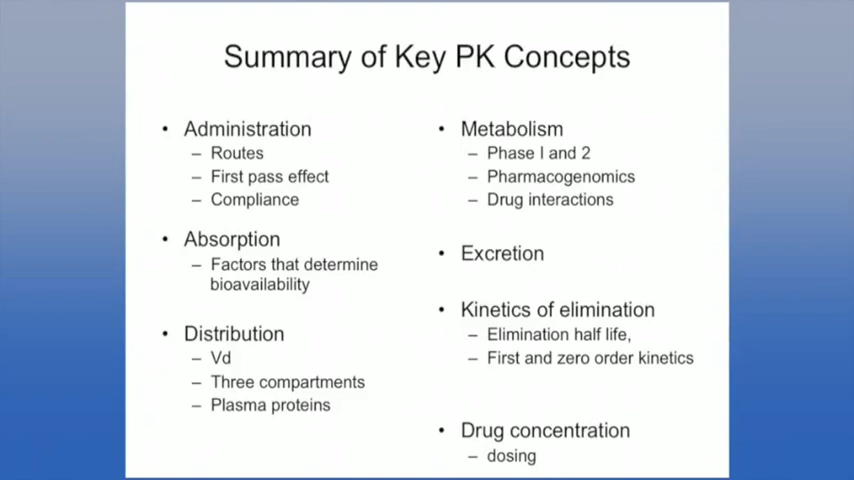 Summary of Key PK Concepts
• Administration
– Routes
– First pass effect
– Compliance
• Absorption
– Factors that determine
bioavailability
• Distribution
– Vd
– Three compartments
– Plasma proteins
• Metabolism
– Phase I and 2
– Pharmacogenomics
– Drug interactions
• Excretion
• Kinetics of elimination
– Elimination half life,
– First and zero order kinetics
• Drug concentration
– dosing